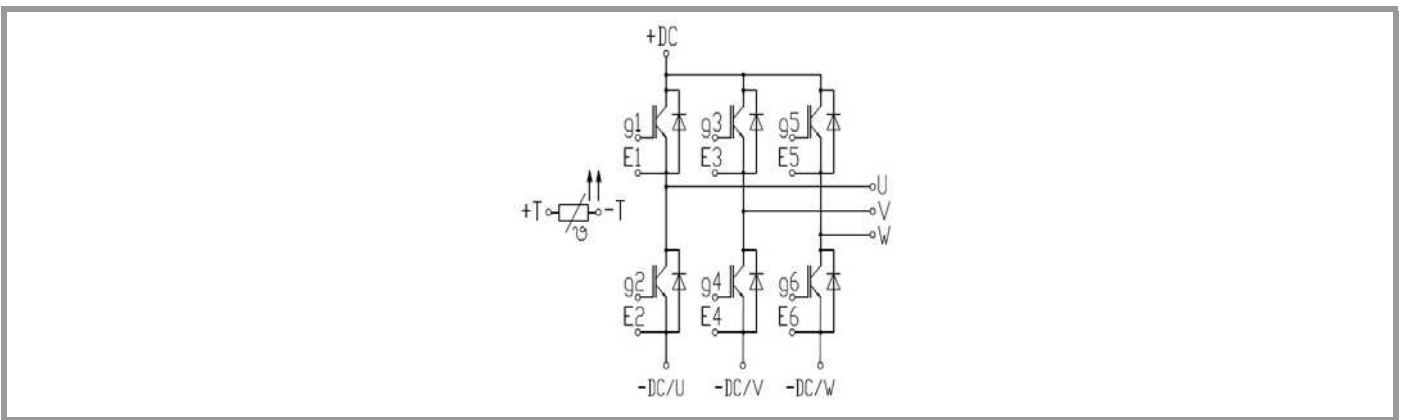 +DC
g1 g3 g5
E1 E3 E5
U
+T -T
V
ϑ
W
g2 g4 g6
E2 E4 E6
-DC/U -DC/V -DC/W